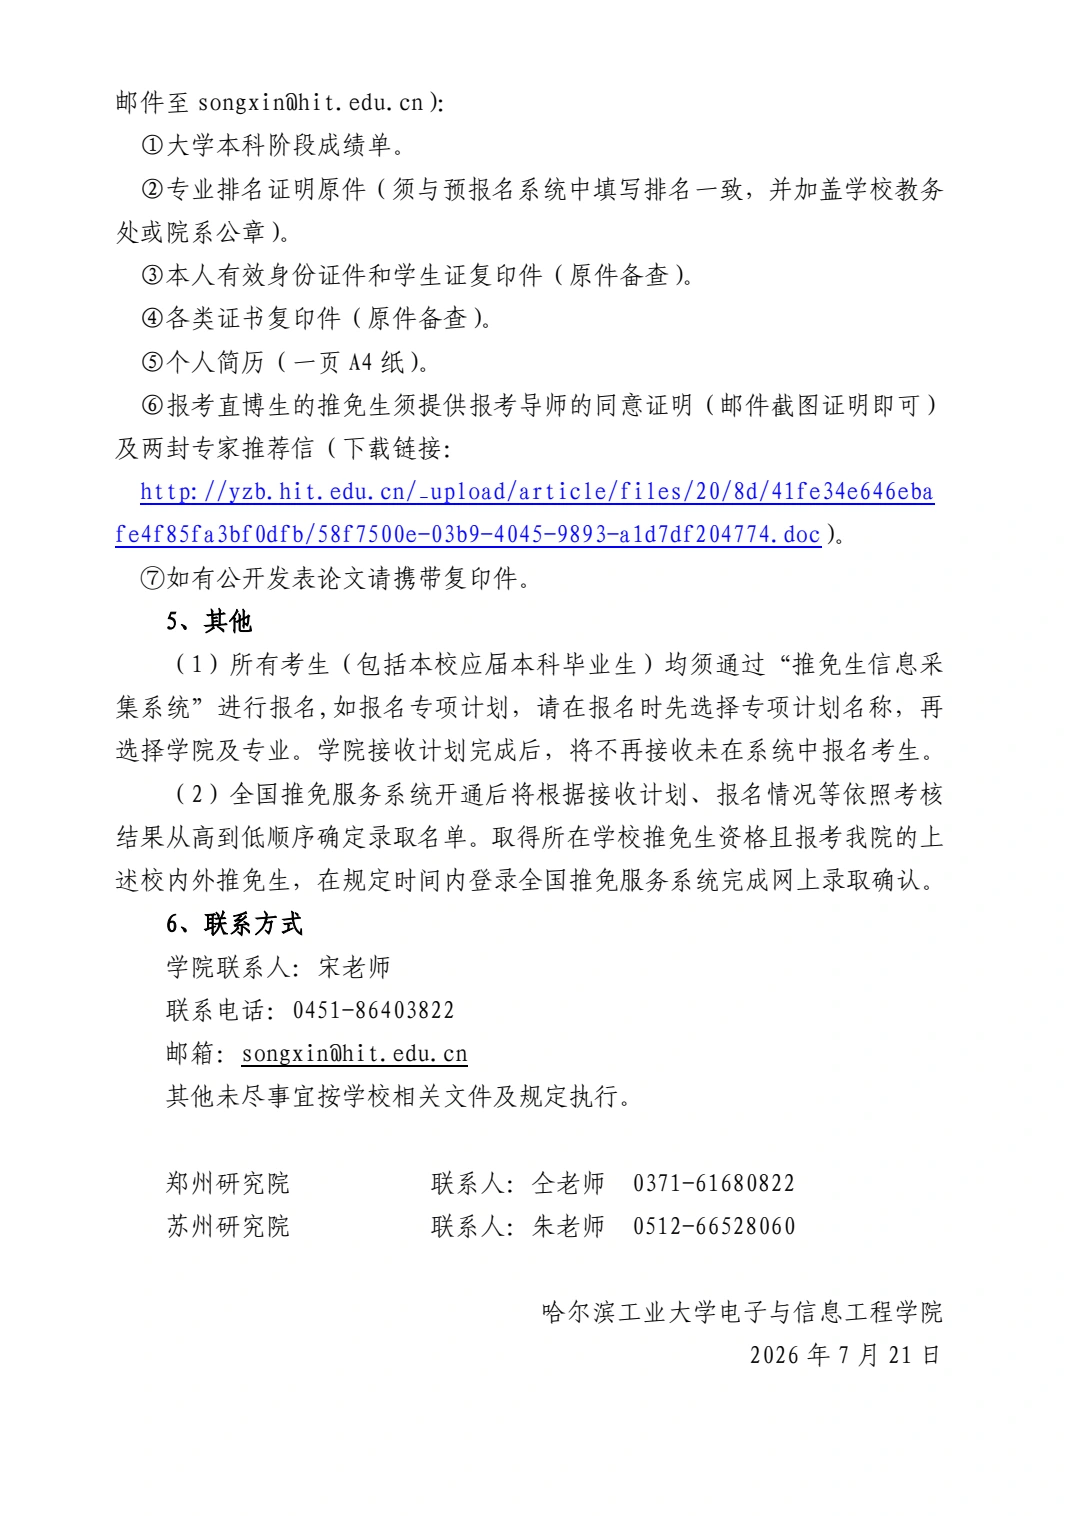 邮件至 songxin@hit.edu.cn）：
①大学本科阶段成绩单。
②专业排名证明原件（须与预报名系统中填写排名一致，并加盖学校教务
处或院系公章）。
③本人有效身份证件和学生证复印件（原件备查）。
④各类证书复印件（原件备查）。
⑤个人简历（一页 A4 纸）。
⑥报考直博生的推免生须提供报考导师的同意证明（邮件截图证明即可）
及两封专家推荐信（下载链接：
http://yzb.hit.edu.cn/_upload/article/files/20/8d/41fe34e646eba
fe4f85fa3bf0dfb/58f7500e-03b9-4045-9893-a1d7df204774.doc）。
⑦如有公开发表论文请携带复印件。
5、其他
（1）所有考生（包括本校应届本科毕业生）均须通过“推免生信息采
集系统”进行报名,如报名专项计划，请在报名时先选择专项计划名称，再
选择学院及专业。学院接收计划完成后，将不再接收未在系统中报名考生。
（2）全国推免服务系统开通后将根据接收计划、报名情况等依照考核
结果从高到低顺序确定录取名单。取得所在学校推免生资格且报考我院的上
述校内外推免生，在规定时间内登录全国推免服务系统完成网上录取确认。
6、联系方式
学院联系人：宋老师
联系电话：0451-86403822
邮箱：songxin@hit.edu.cn
其他未尽事宜按学校相关文件及规定执行。
郑州研究院 联系人：仝老师 0371-61680822
苏州研究院 联系人：朱老师 0512-66528060
哈尔滨工业大学电子与信息工程学院
2026 年 7 月 21 日